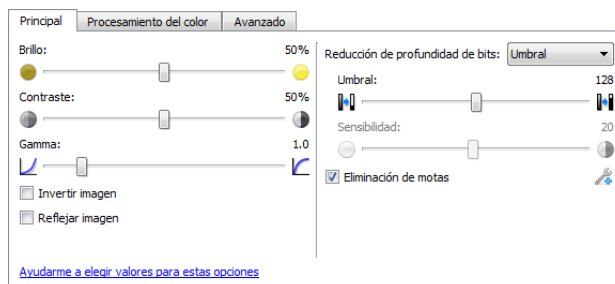 Principal Procesamiento del color Avanzado
Brillo: 50%
Contraste: 50%
Gamma: 1.0
Invertir imagen
Reflejar imagen
Ayudarme a elegir valores para estas opciones
Reducción de profundidad de bits: Umbral
Umbral: 128
Sensibilidad: 20
Eliminación de motas